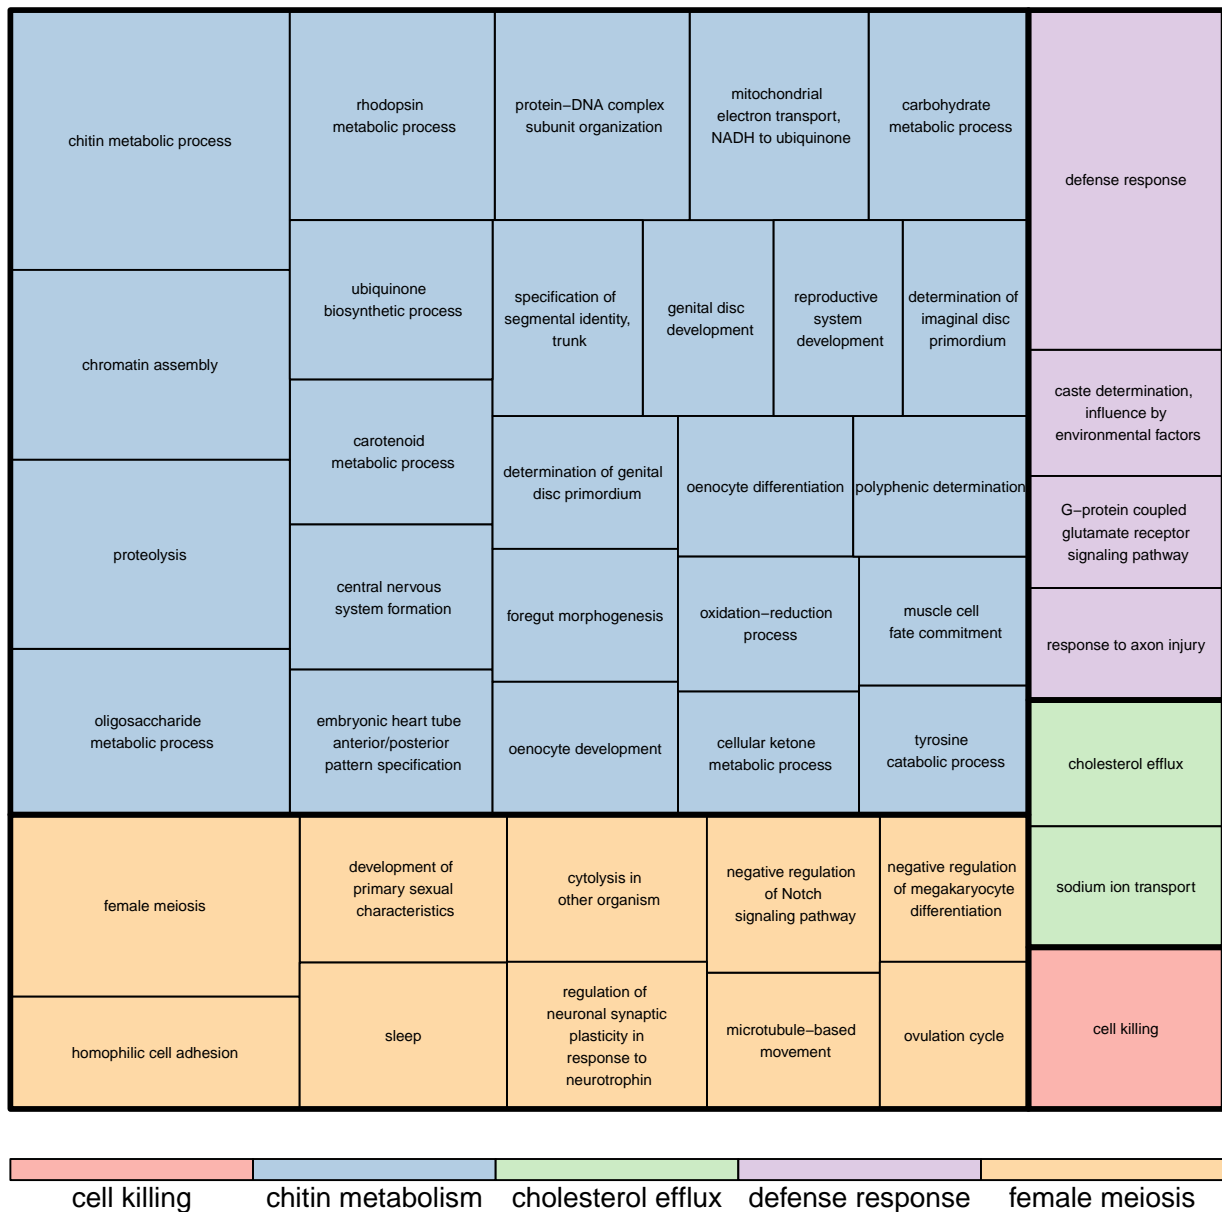 chitin metabolic process
chromatin assembly
proteolysis
oligosaccharide
metabolic process
rhodopsin
metabolic process
ubiquinone
biosynthetic process
carotenoid
metabolic process
central nervous
system formation
embryonic heart tube
anterior/posterior
pattern specification
protein−DNA complex
subunit organization
mitochondrial
electron transport,
NADH to ubiquinone
carbohydrate
metabolic process
specification of
segmental identity,
trunk
genital disc
development
reproductive
system
development
determination of
imaginal disc
primordium
determination of genital
disc primordium
oenocyte differentiation
polyphenic determination
foregut morphogenesis
oxidation−reduction
process
muscle cell
fate commitment
oenocyte development
cellular ketone
metabolic process
tyrosine
catabolic process
defense response
caste determination,
influence by
environmental factors
G−protein coupled
glutamate receptor
signaling pathway
response to axon injury
cholesterol efflux
sodium ion transport
cell killing
female meiosis
homophilic cell adhesion
development of
primary sexual
characteristics
sleep
cytolysis in
other organism
regulation of
neuronal synaptic
plasticity in
response to
neurotrophin
negative regulation
of Notch
signaling pathway
microtubule−based
movement
negative regulation
of megakaryocyte
differentiation
ovulation cycle
cell killing
chitin metabolism
cholesterol efflux
defense response
female meiosis